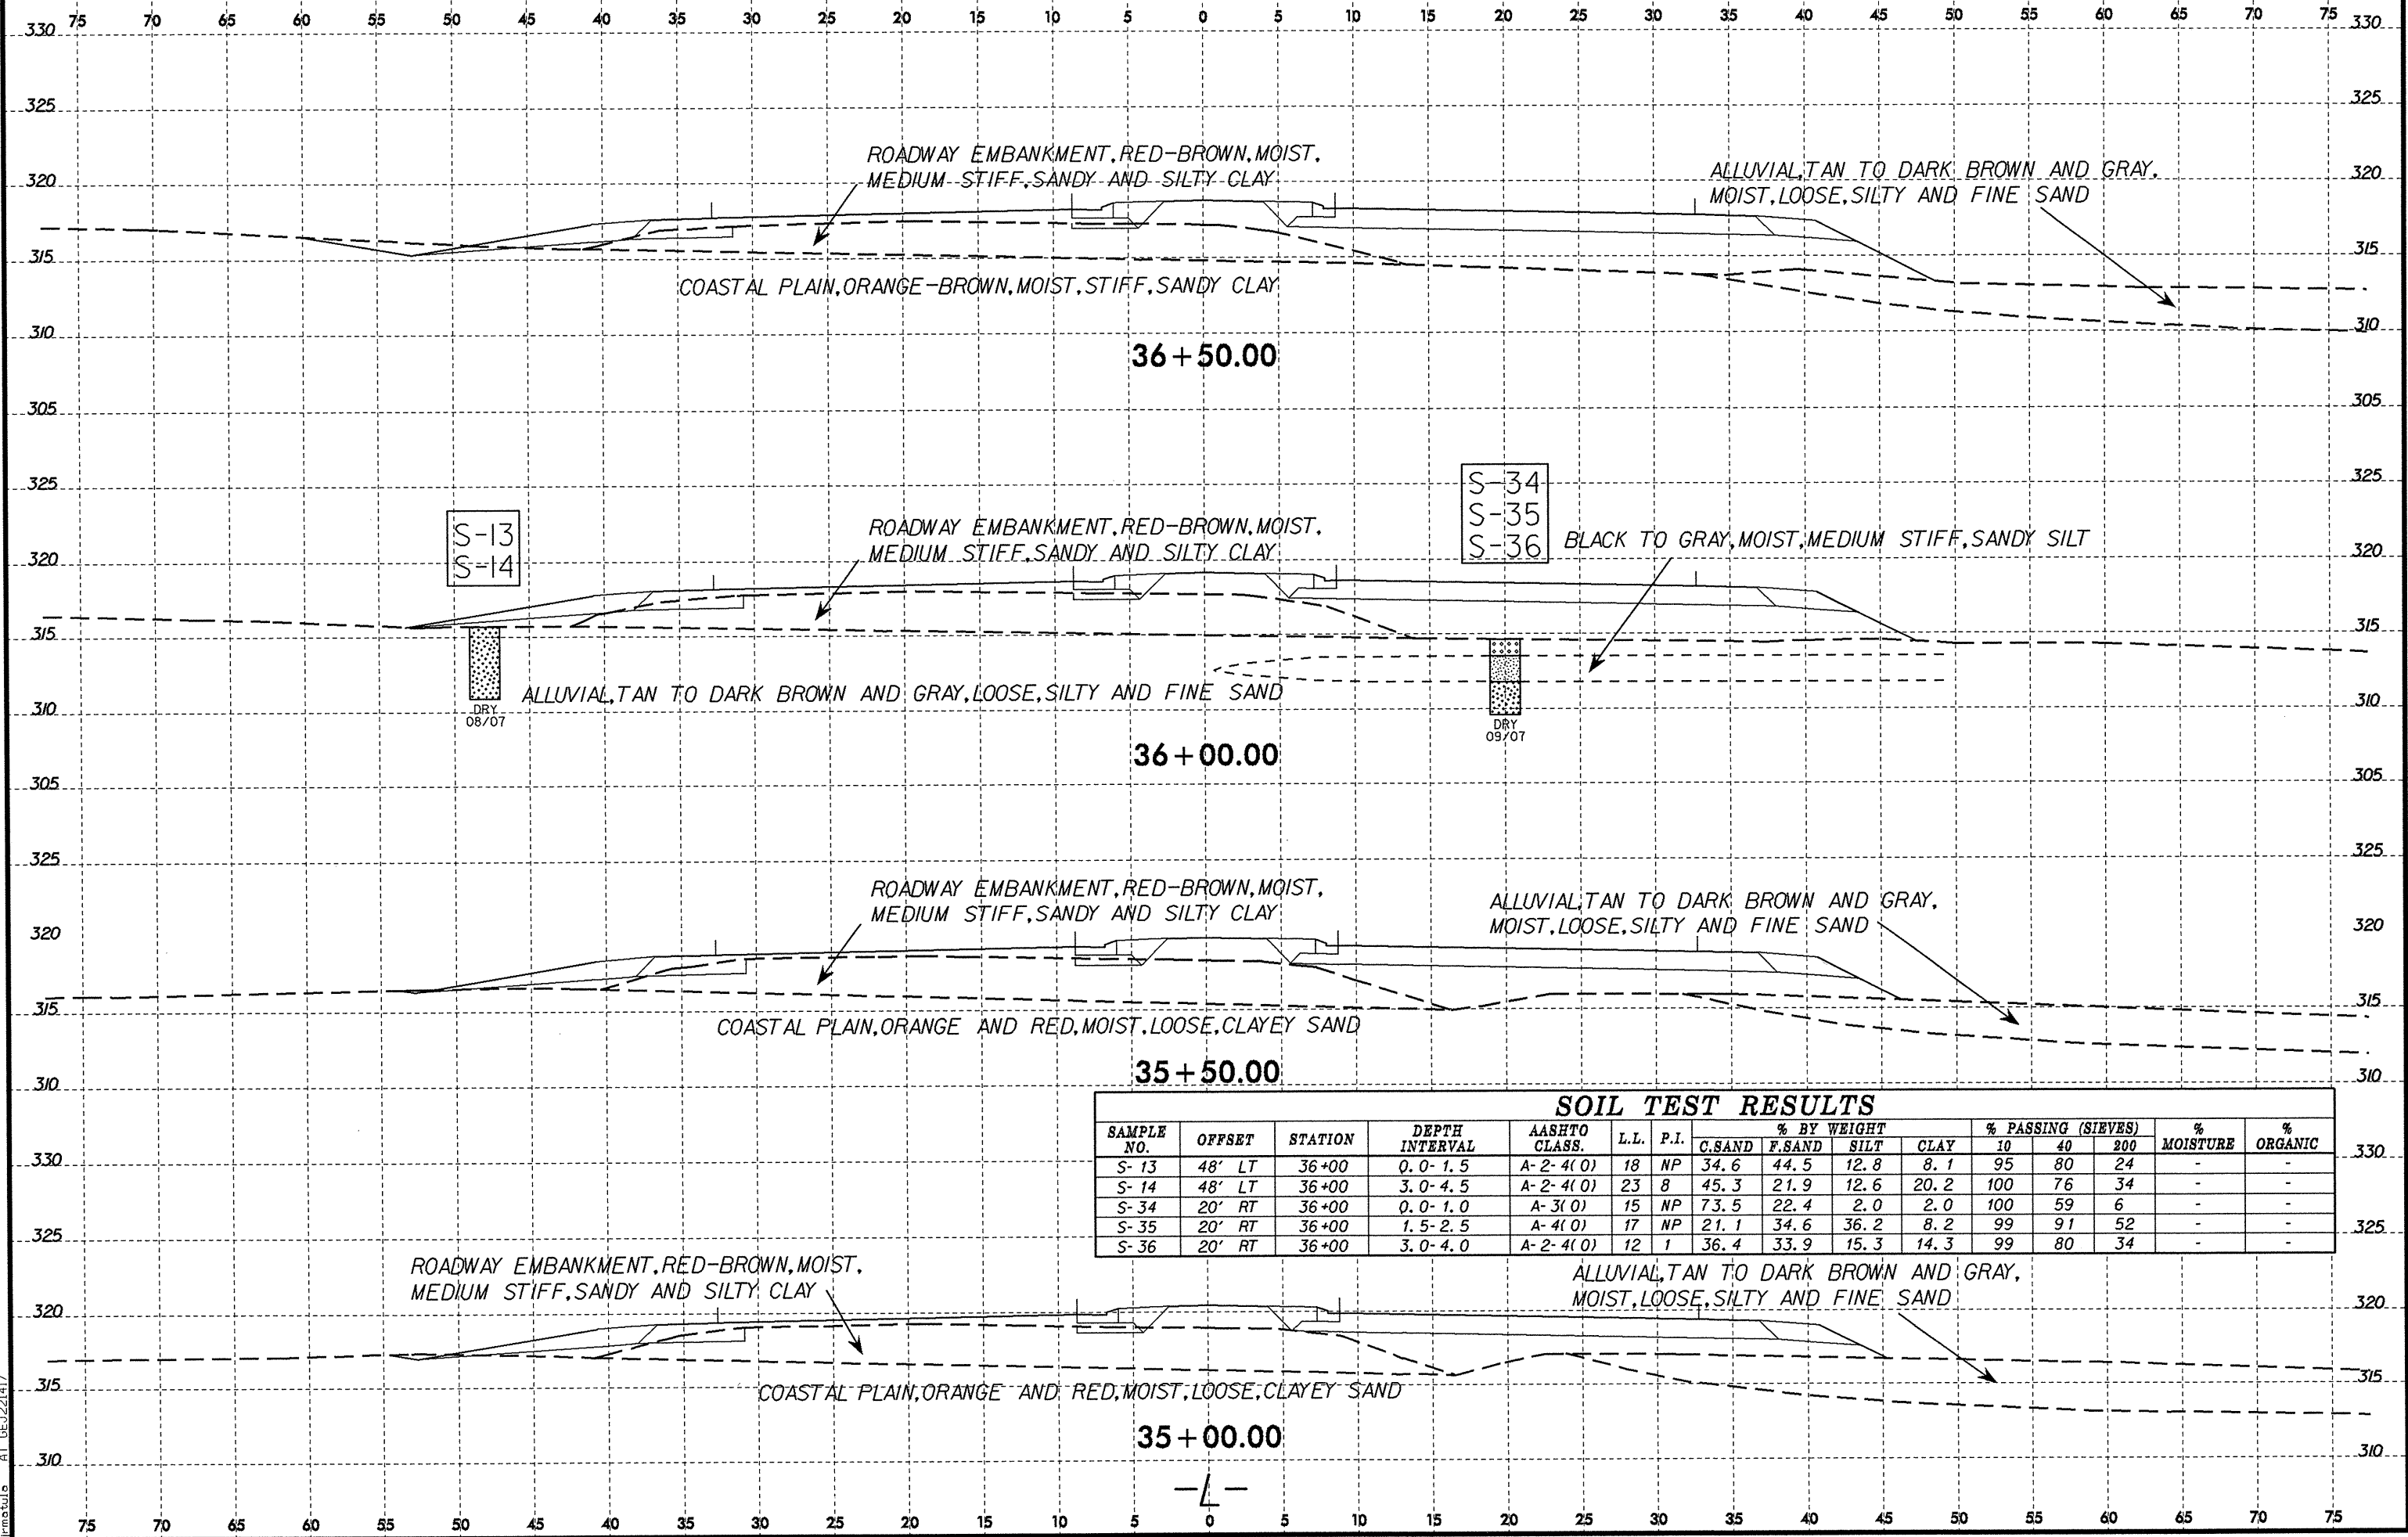 75 70 65 60 55 50 45 40 35 30 25 20 15 10 5 0 5 10 15 20 25 30 35 40 45 50 55 60 65 70 75
330 330
325 325
ROADWAY EMBANKMENT, RED-BROWN, MOIST,
MEDIUM STIFF, SANDY AND SILTY CLAY
ALLUVIAL, TAN TO DARK BROWN AND GRAY,
MOIST, LOOSE, SILTY AND FINE SAND
320 320
315 315
COASTAL PLAIN, ORANGE-BROWN, MOIST, STIFF, SANDY CLAY
310 310
36+50.00
305 305
325 325
S-13
S-14
ROADWAY EMBANKMENT, RED-BROWN, MOIST,
MEDIUM STIFF, SANDY AND SILTY CLAY
S-34
S-35
S-36
BLACK TO GRAY, MOIST, MEDIUM STIFF, SANDY SILT
320 320
315 315
ALLUVIAL, TAN TO DARK BROWN AND GRAY, LOOSE, SILTY AND FINE SAND
310 310
DRY
08/07
DRY
09/07
36+00.00
305 305
325 325
ROADWAY EMBANKMENT, RED-BROWN, MOIST,
MEDIUM STIFF, SANDY AND SILTY CLAY
ALLUVIAL, TAN TO DARK BROWN AND GRAY,
MOIST, LOOSE, SILTY AND FINE SAND
320 320
315 315
COASTAL PLAIN, ORANGE AND RED, MOIST, LOOSE, CLAYEY SAND
35+50.00
310 310
SOIL TEST RESULTS
SAMPLE NO. OFFSET STATION DEPTH INTERVAL AASHTO CLASS. L.L. P.I. % BY WEIGHT % PASSING (SIEVES) % MOISTURE % ORGANIC
C.SAND F.SAND SILT CLAY 10 40 200
S-13 48' LT 36+00 0.0-1.5 A-2-4(0) 18 NP 34.6 44.5 12.8 8.1 95 80 24 - -
S-14 48' LT 36+00 3.0-4.5 A-2-4(0) 23 8 45.3 21.9 12.6 20.2 100 76 34 - -
S-34 20' RT 36+00 0.0-1.0 A-3(0) 15 NP 73.5 22.4 2.0 2.0 100 59 6 - -
S-35 20' RT 36+00 1.5-2.5 A-4(0) 17 NP 21.1 34.6 36.2 8.2 99 91 52 - -
S-36 20' RT 36+00 3.0-4.0 A-2-4(0) 12 1 36.4 33.9 15.3 14.3 99 80 34 - -
330 330
325 325
ROADWAY EMBANKMENT, RED-BROWN, MOIST,
MEDIUM STIFF, SANDY AND SILTY CLAY
ALLUVIAL, TAN TO DARK BROWN AND GRAY,
MOIST, LOOSE, SILTY AND FINE SAND
320 320
315 315
COASTAL PLAIN, ORANGE AND RED, MOIST, LOOSE, CLAYEY SAND
35+00.00
310 310
-L-
75 70 65 60 55 50 45 40 35 30 25 20 15 10 5 0 5 10 15 20 25 30 35 40 45 50 55 60 65 70 75